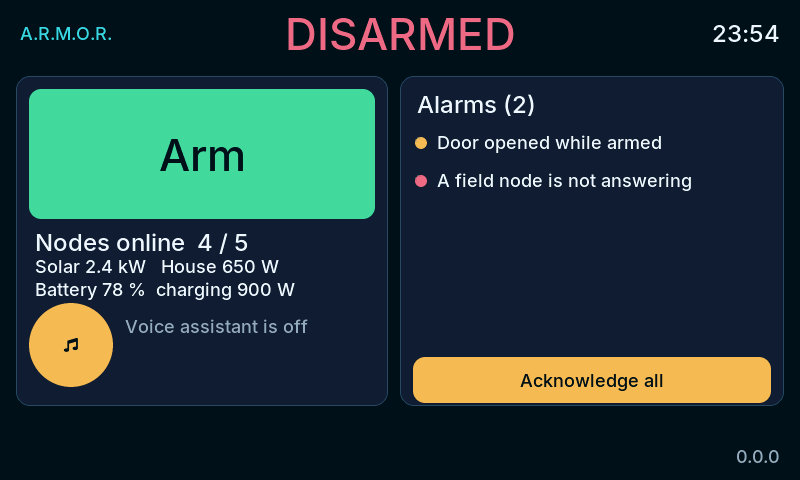 A.R.M.O.R.
DISARMED
23:54
Arm
Nodes online 4 / 5
Solar 2.4 kW House 650 W
Battery 78 % charging 900 W
Voice assistant is off
Alarms (2)
Door opened while armed
A field node is not answering
Acknowledge all
0.0.0